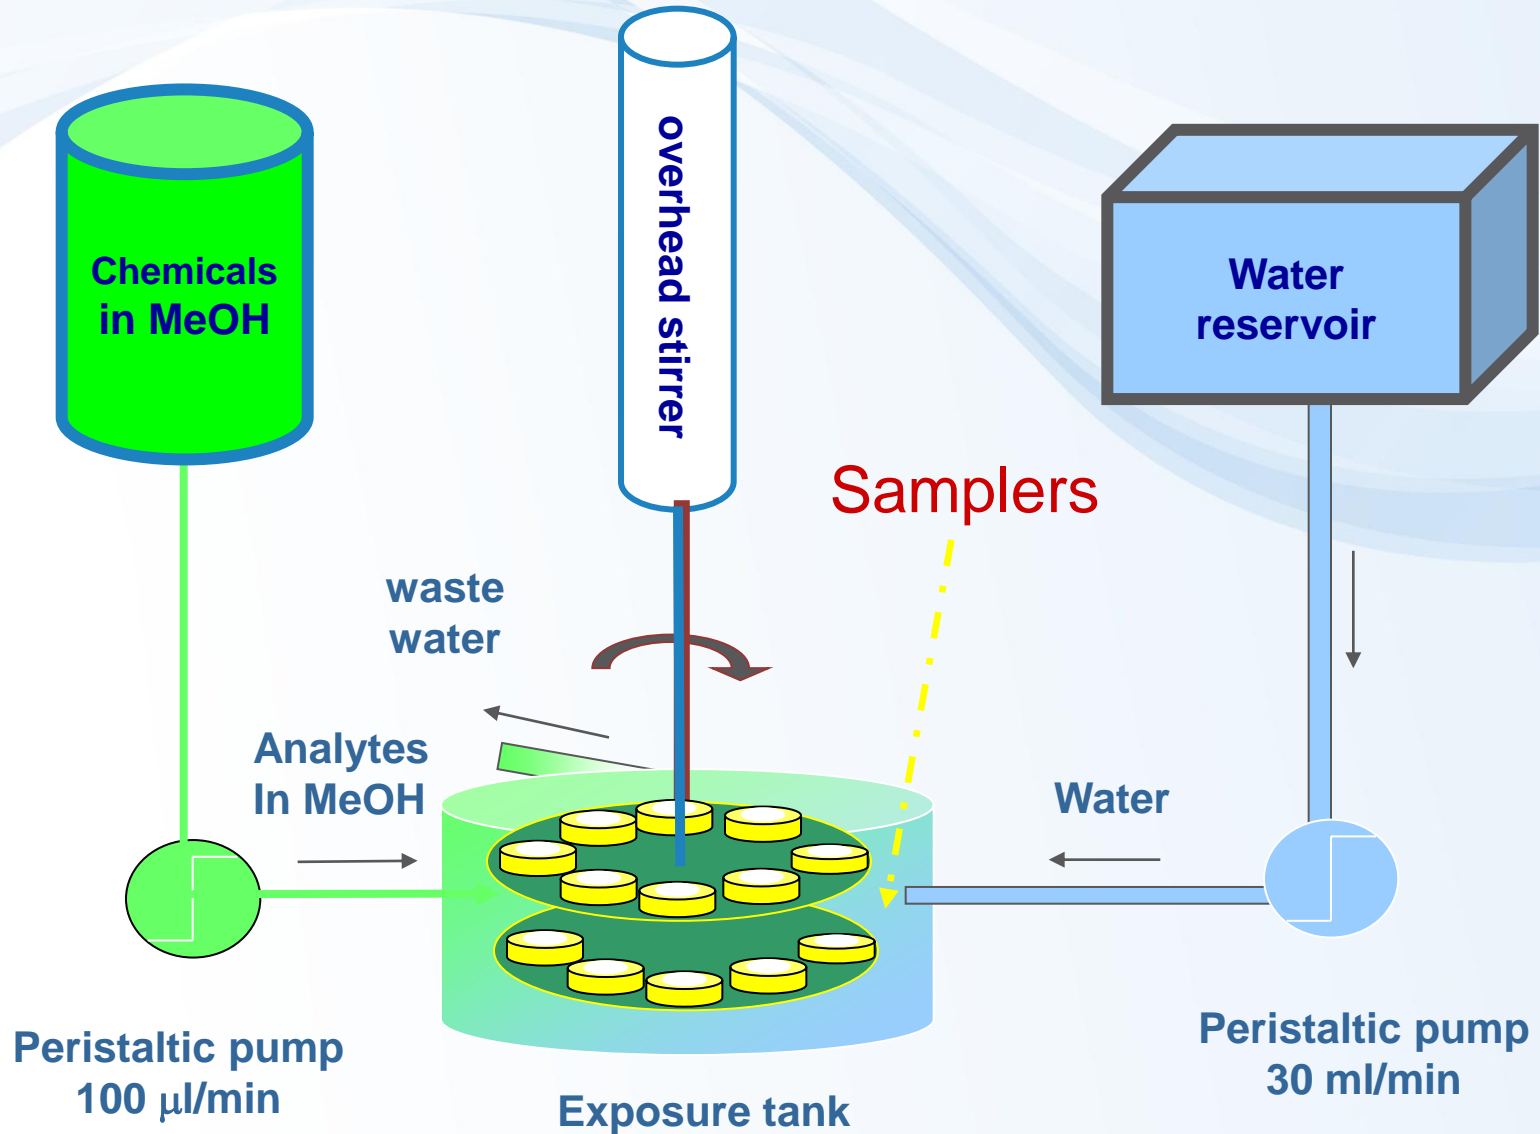 overhead stirrer
Chemicals
in MeOH
Water
reservoir
Samplers
waste
water
Analytes
In MeOH
Water
Peristaltic pump
100 μl/min
Exposure tank
Peristaltic pump
30 ml/min